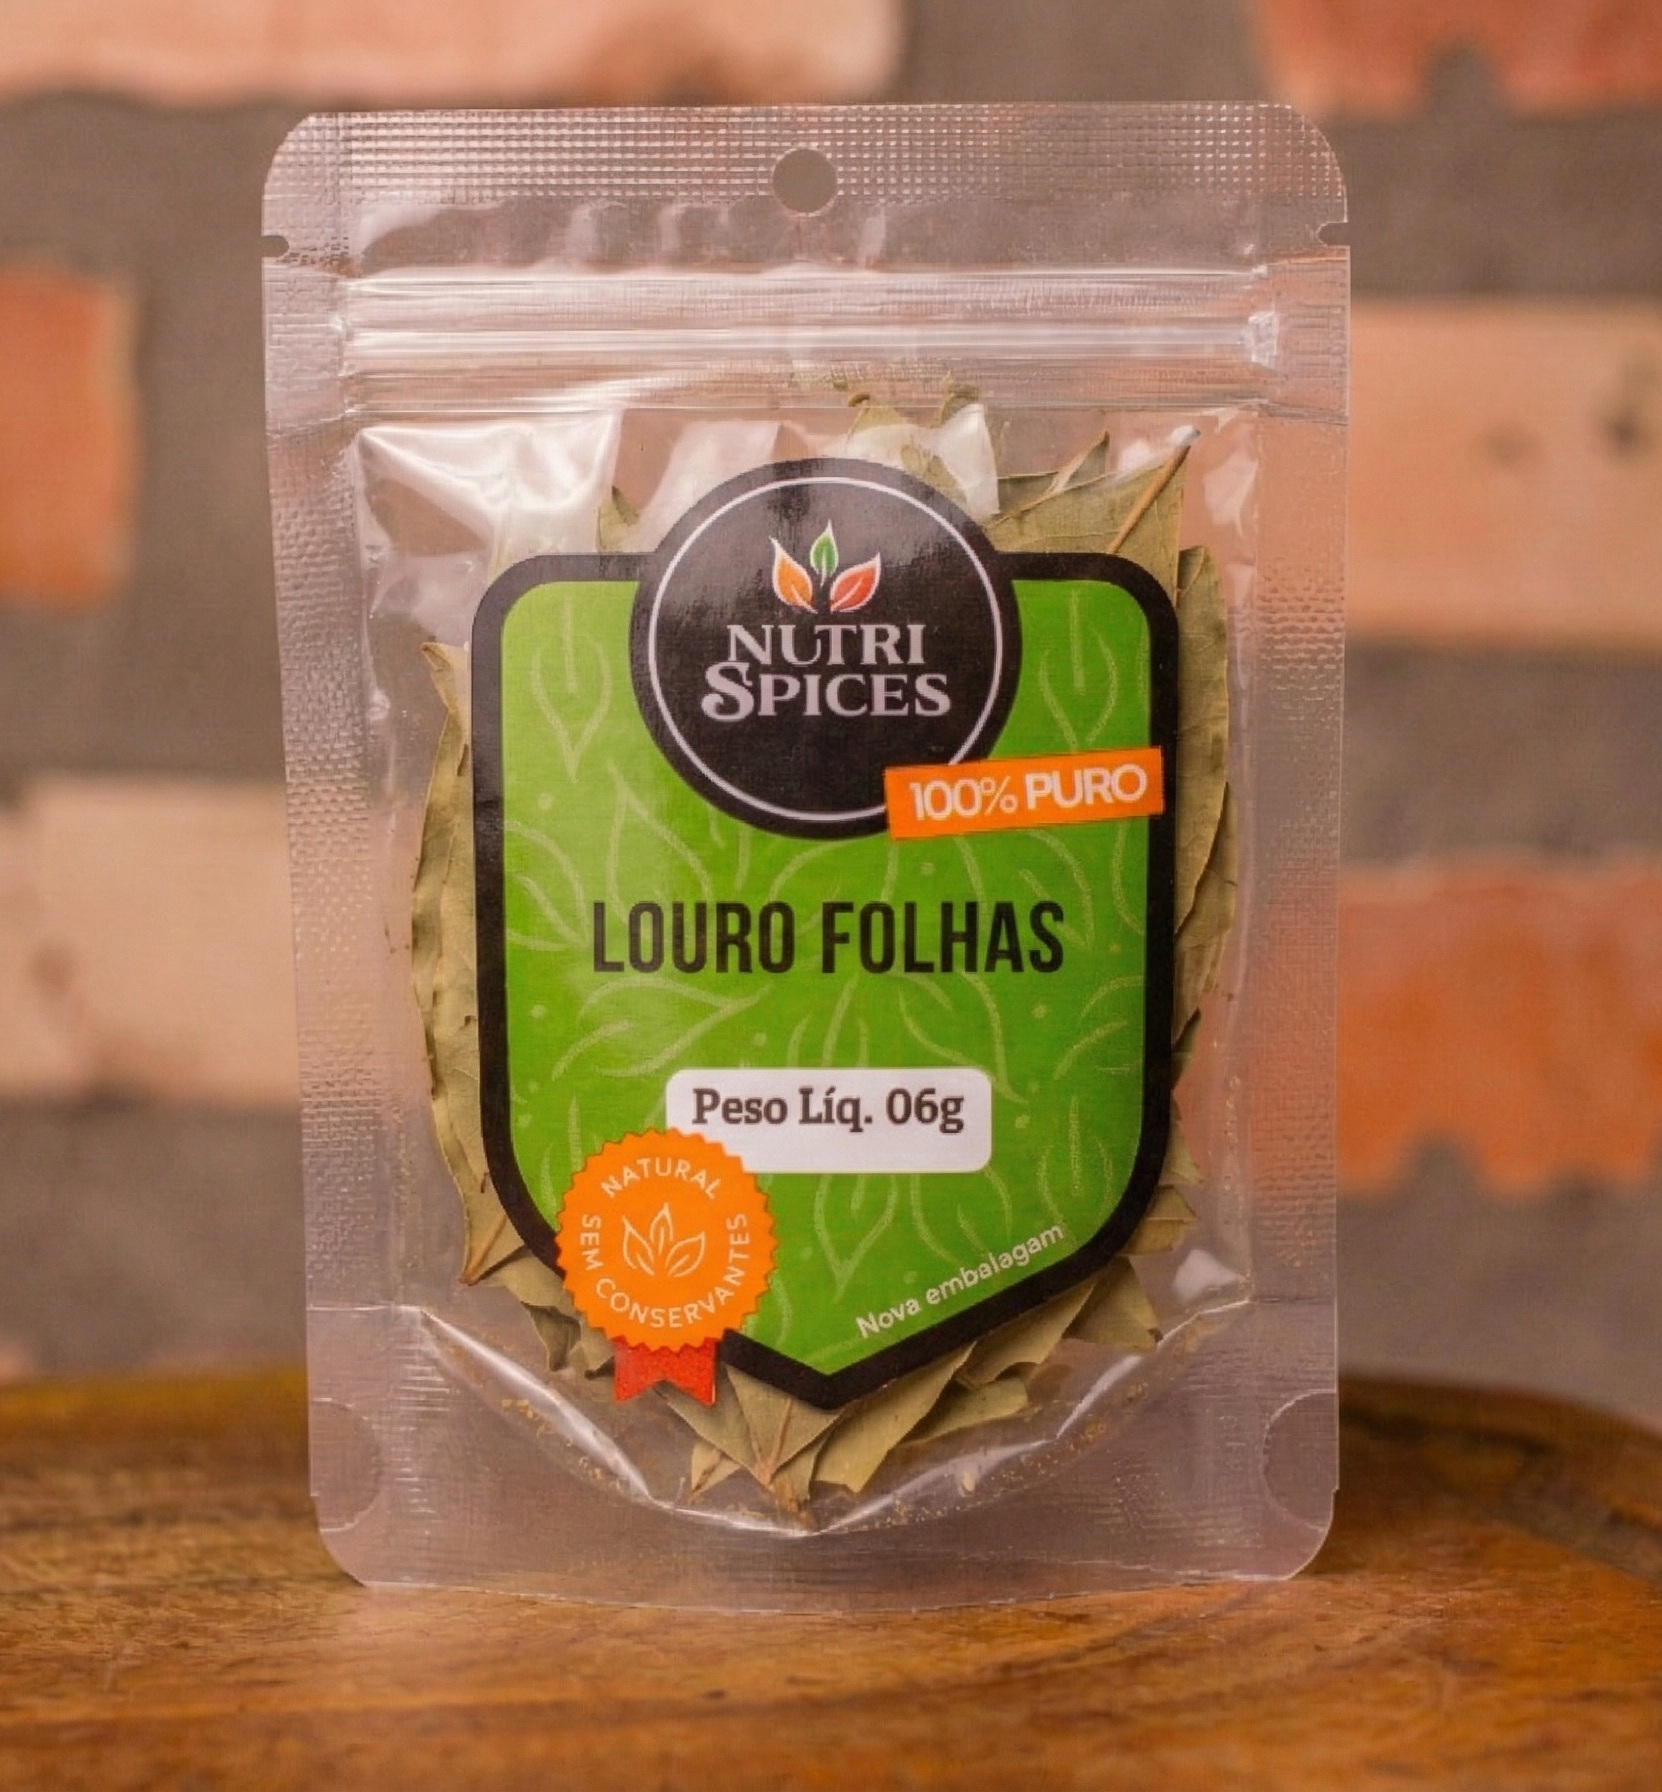 NUTRI
SPICES
100% PURO
LOURO FOLHAS
Peso Líq. 06g
NATURAL
SEM CONSERVANTES
Nova embalagam